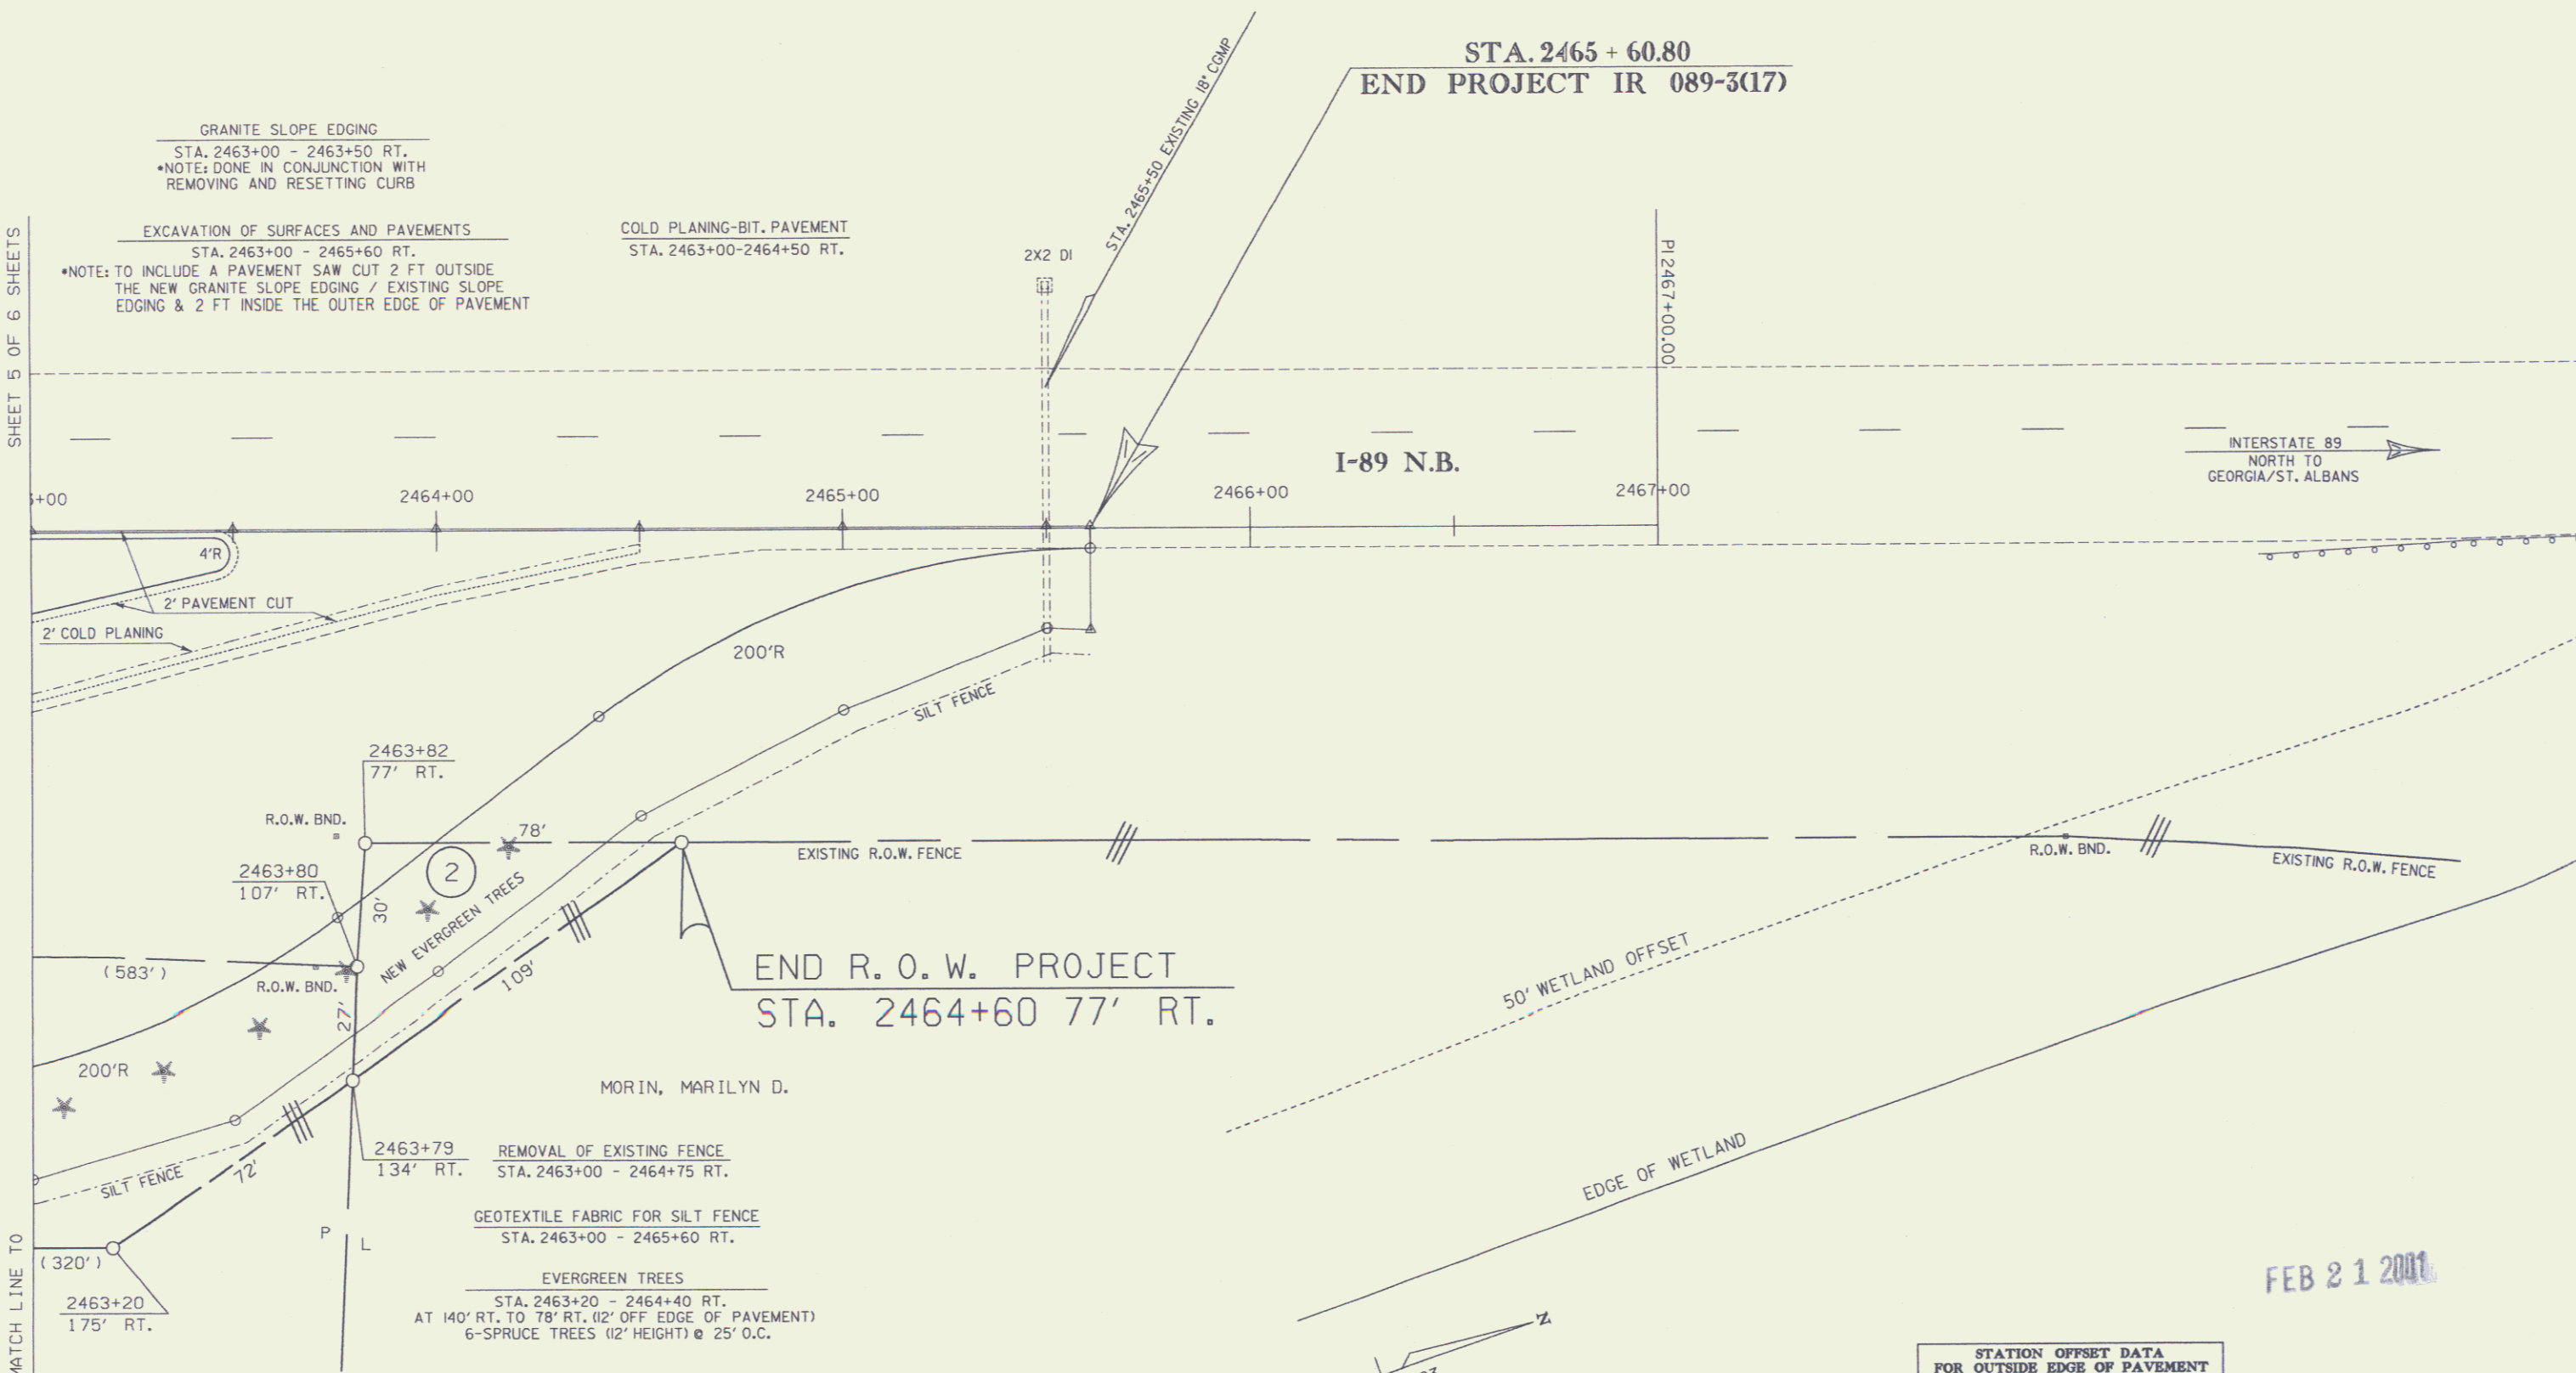 STA. 2465 + 60.80
END PROJECT IR 089-3(17)
STA. 2465+50 EXISTING 18" CGMP
GRANITE SLOPE EDGING
STA. 2463+00 - 2463+50 RT.
*NOTE: DONE IN CONJUNCTION WITH
REMOVING AND RESETTING CURB
EXCAVATION OF SURFACES AND PAVEMENTS
STA. 2463+00 - 2465+60 RT.
*NOTE: TO INCLUDE A PAVEMENT SAW CUT 2 FT OUTSIDE
THE NEW GRANITE SLOPE EDGING / EXISTING SLOPE
EDGING & 2 FT INSIDE THE OUTER EDGE OF PAVEMENT
COLD PLANING-BIT. PAVEMENT
STA. 2463+00-2464+50 RT.
2X2 DI
PI 2467+00.00
SHEET 5 OF 6 SHEETS
MATCH LINE TO
I-89 N.B.
INTERSTATE 89
NORTH TO
GEORGIA/ST. ALBANS
+00
2464+00
2465+00
2466+00
2467+00
4'R
2' PAVEMENT CUT
2' COLD PLANING
200'R
SILT FENCE
2463+82
77' RT.
R.O.W. BND.
78'
2
EXISTING R.O.W. FENCE
R.O.W. BND.
EXISTING R.O.W. FENCE
2463+80
107' RT.
30'
NEW EVERGREEN TREES
109'
(583')
R.O.W. BND.
27'
END R.O.W. PROJECT
STA. 2464+60 77' RT.
50' WETLAND OFFSET
200'R
MORIN, MARILYN D.
2463+79
134' RT.
REMOVAL OF EXISTING FENCE
STA. 2463+00 - 2464+75 RT.
EDGE OF WETLAND
SILT FENCE
72'
GEOTEXTILE FABRIC FOR SILT FENCE
STA. 2463+00 - 2465+60 RT.
P L
(320')
2463+20
175' RT.
EVERGREEN TREES
STA. 2463+20 - 2464+40 RT.
AT 140' RT. TO 78' RT. (12' OFF EDGE OF PAVEMENT)
6-SPRUCE TREES (12' HEIGHT) @ 25' O.C.
FEB 21 2001
N
STATION OFFSET DATA
FOR OUTSIDE EDGE OF PAVEMENT